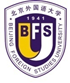 北京外国语大学
1941
BFS
BEIJING FOREIGN STUDIES UNIVERSITY